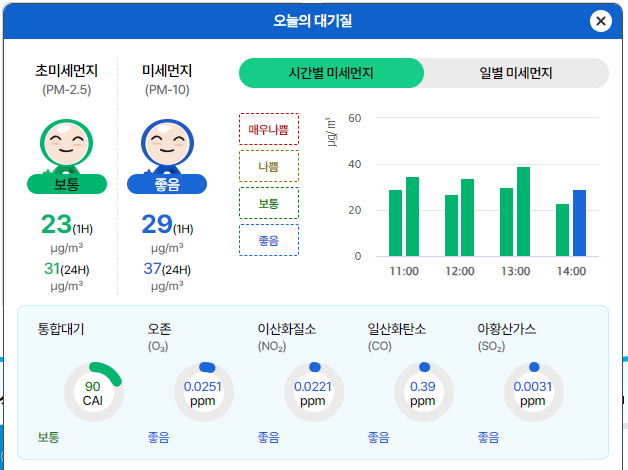 오늘의 대기질
초미세먼지
(PM-2.5)
보통
23(1H)
μg/m³
31(24H)
μg/m³
미세먼지
(PM-10)
좋음
29(1H)
μg/m³
37(24H)
μg/m³
시간별 미세먼지
일별 미세먼지
매우나쁨
나쁨
보통
좋음
μg/m³
60
40
20
0
11:00 12:00 13:00 14:00
통합대기
90
CAI
보통
오존
(O₃)
0.0251
ppm
좋음
이산화질소
(NO₂)
0.0221
ppm
좋음
일산화탄소
(CO)
0.39
ppm
좋음
아황산가스
(SO₂)
0.0031
ppm
좋음